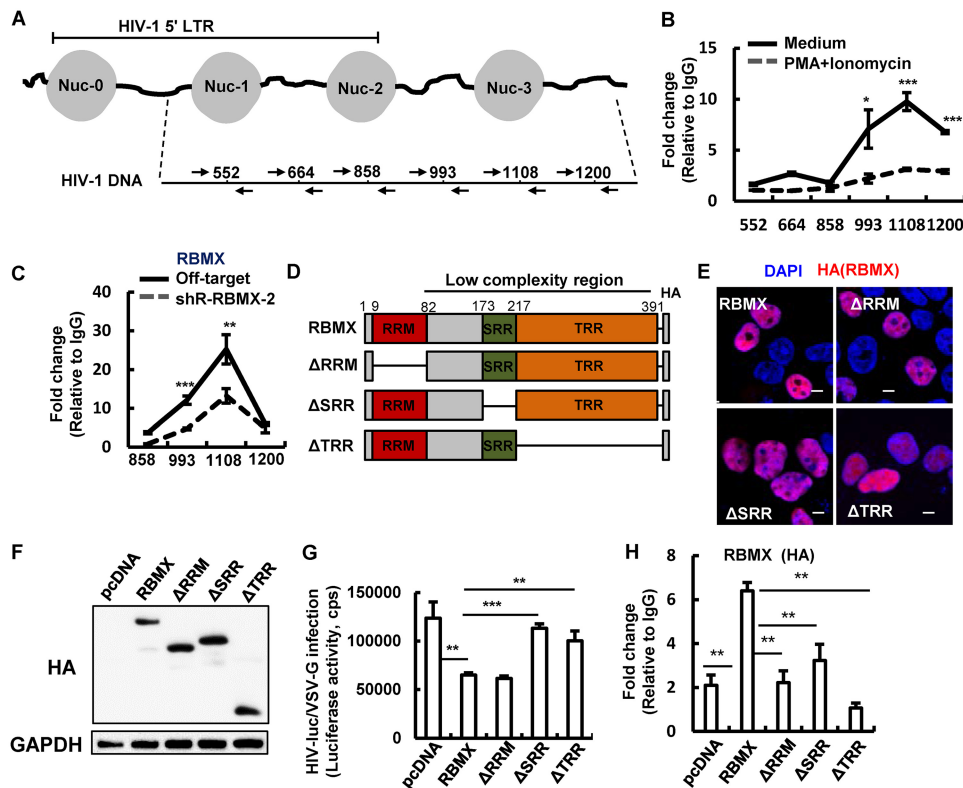 A
HIV-1 5' LTR
Nuc-0
Nuc-1
Nuc-2
Nuc-3
HIV-1 DNA
552
664
858
993
1108
1200
B
Fold change
(Relative to IgG)
15
10
5
0
Medium
PMA+Ionomycin
*
***
***
552 664 858 993 1108 1200
C
RBMX
Off-target
shR-RBMX-2
Fold change
(Relative to IgG)
40
30
20
10
0
***
**
858 993 1108 1200
D
Low complexity region
HA
1 9 82 173 217 391
RBMX
RRM SRR TRR
ΔRRM
SRR TRR
ΔSRR
RRM TRR
ΔTRR
RRM SRR
E
DAPI HA(RBMX)
RBMX
ΔRRM
ΔSRR
ΔTRR
F
pcDNA
RBMX
ΔRRM
ΔSRR
ΔTRR
HA
GAPDH
G
HIV-luc/VSV-G infection
(Luciferase activity, cps)
150000
100000
50000
0
**
***
**
pcDNA
RBMX
ΔRRM
ΔSRR
ΔTRR
H
RBMX (HA)
Fold change
(Relative to IgG)
8
6
4
2
0
**
**
**
**
pcDNA
RBMX
ΔRRM
ΔSRR
ΔTRR